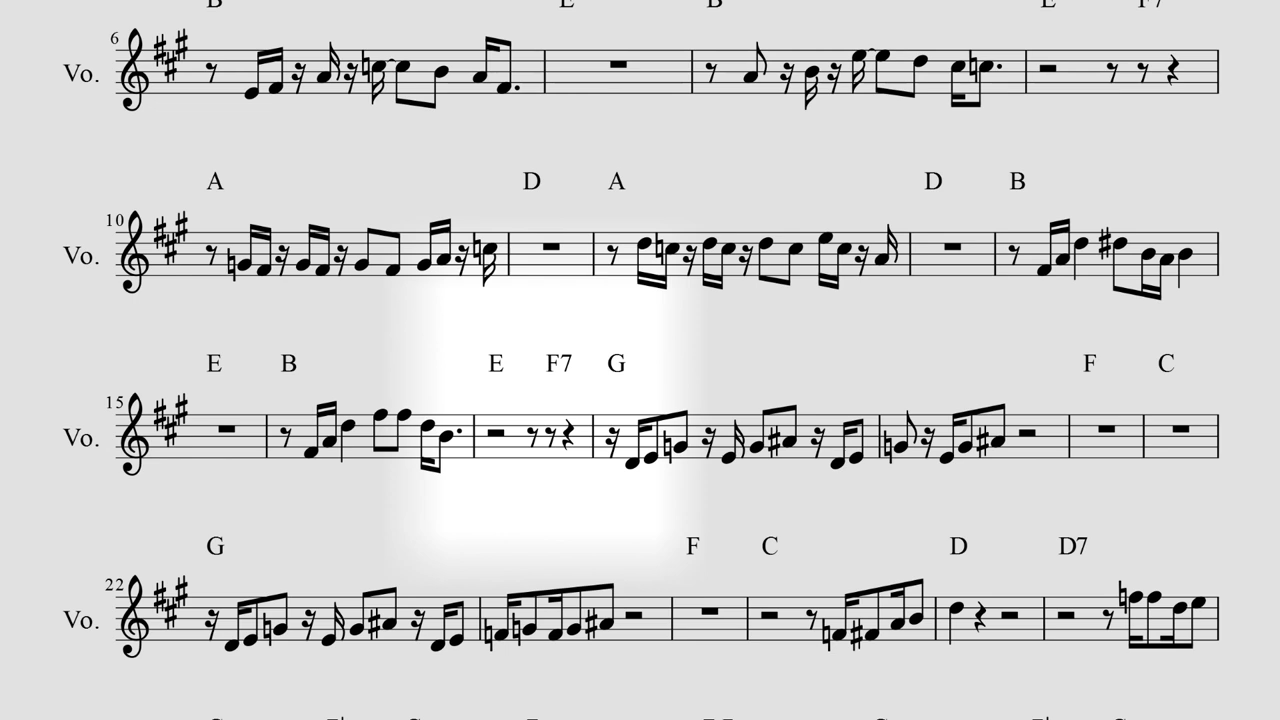 B E B E F7
6
Vo.
A D A D B
10
Vo.
E B E F7 G F C
15
Vo.
G F C D D7
22
Vo.